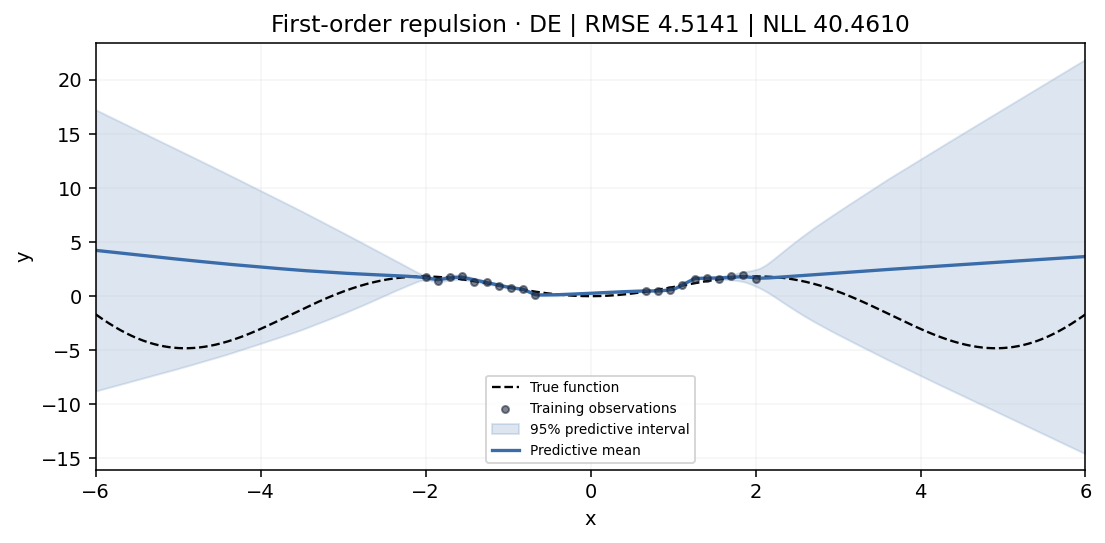 First-order repulsion · DE | RMSE 4.5141 | NLL 40.4610
y
20
15
10
5
0
−5
−10
−15
True function
Training observations
95% predictive interval
Predictive mean
−6
−4
−2
0
2
4
6
x